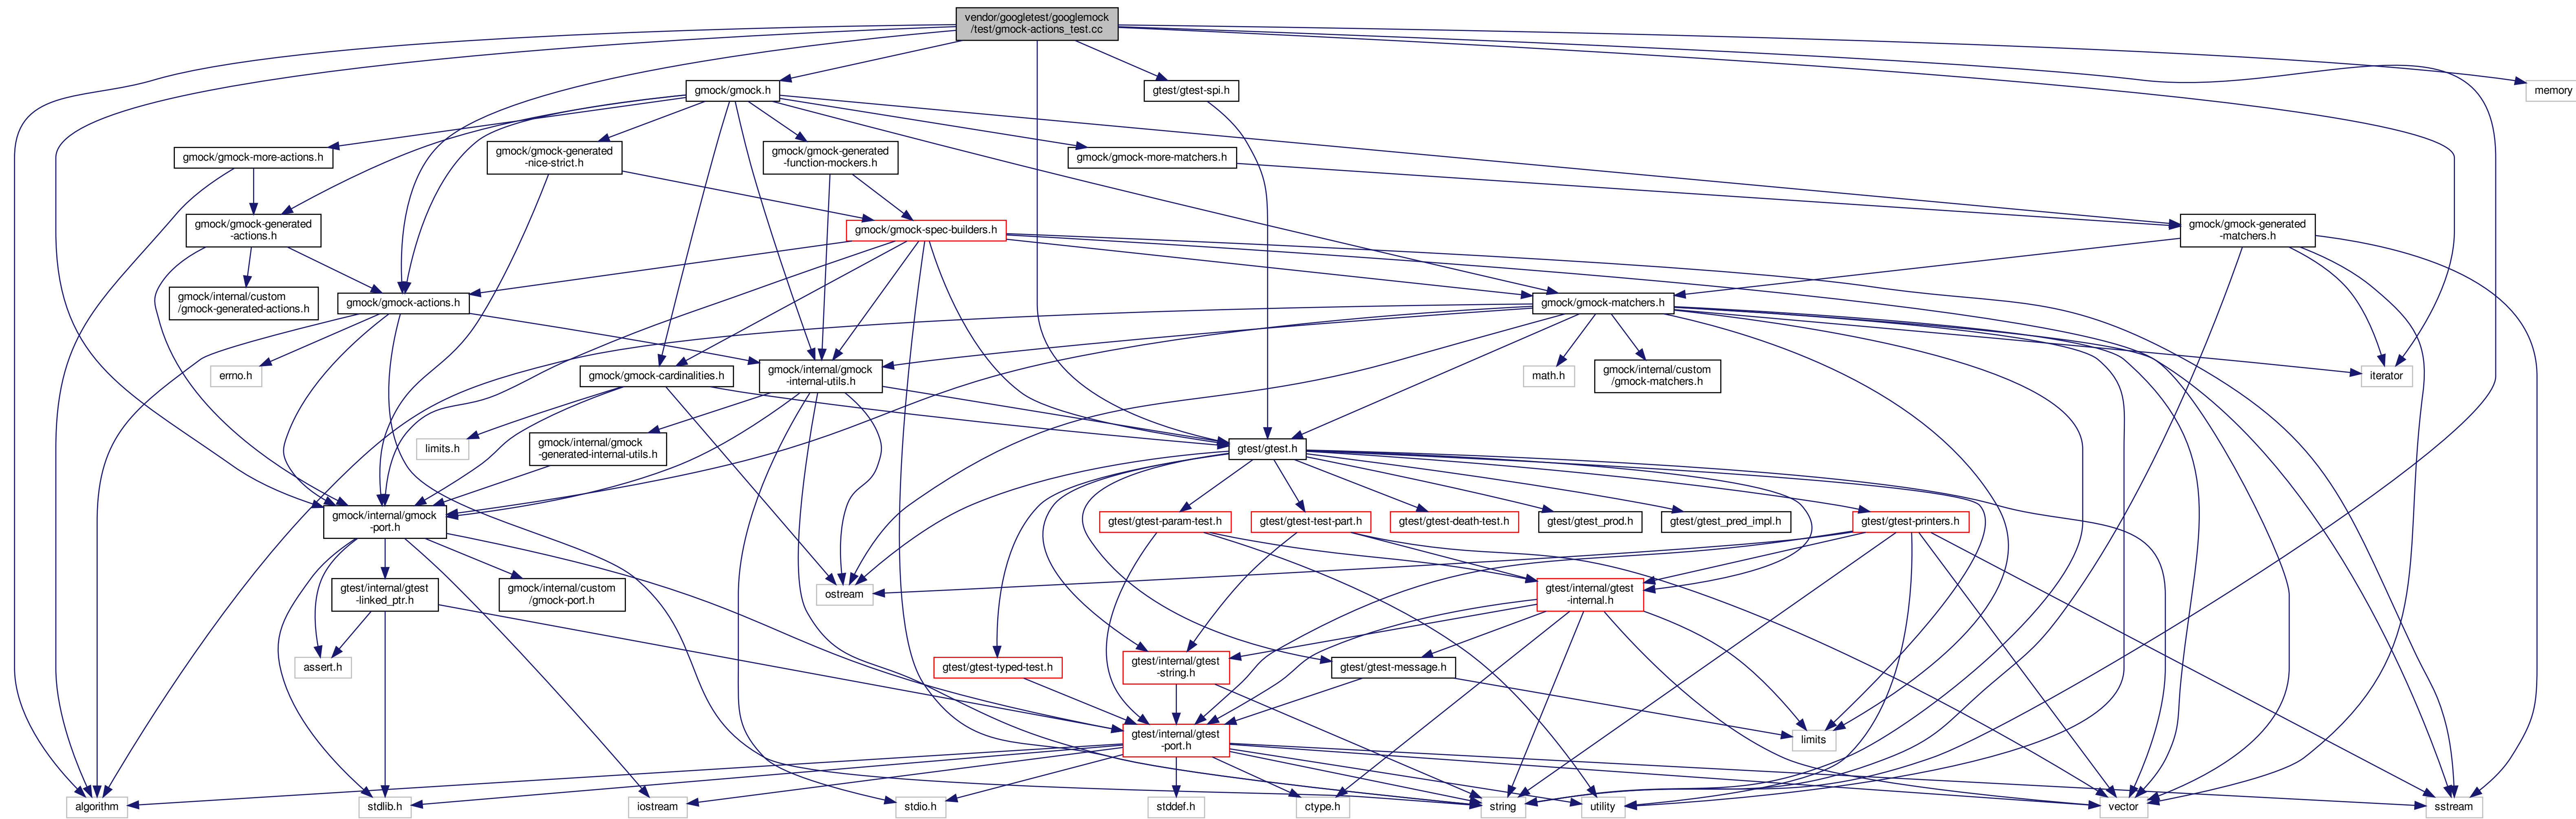 vendor/googletest/googlemock
/test/gmock-actions_test.cc
gmock/gmock.h
gtest/gtest-spi.h
memory
gmock/gmock-more-actions.h
gmock/gmock-generated
-nice-strict.h
gmock/gmock-generated
-function-mockers.h
gmock/gmock-more-matchers.h
gmock/gmock-generated
-actions.h
gmock/gmock-spec-builders.h
gmock/gmock-generated
-matchers.h
gmock/internal/custom
/gmock-generated-actions.h
gmock/gmock-actions.h
gmock/gmock-matchers.h
errno.h
gmock/gmock-cardinalities.h
gmock/internal/gmock
-internal-utils.h
math.h
gmock/internal/custom
/gmock-matchers.h
iterator
limits.h
gmock/internal/gmock
-generated-internal-utils.h
gtest/gtest.h
gmock/internal/gmock
-port.h
gtest/gtest-param-test.h
gtest/gtest-test-part.h
gtest/gtest-death-test.h
gtest/gtest_prod.h
gtest/gtest_pred_impl.h
gtest/gtest-printers.h
gtest/internal/gtest
-linked_ptr.h
gmock/internal/custom
/gmock-port.h
ostream
gtest/internal/gtest
-internal.h
assert.h
gtest/gtest-typed-test.h
gtest/internal/gtest
-string.h
gtest/gtest-message.h
gtest/internal/gtest
-port.h
limits
algorithm
stdlib.h
iostream
stdio.h
stddef.h
ctype.h
string
utility
vector
sstream